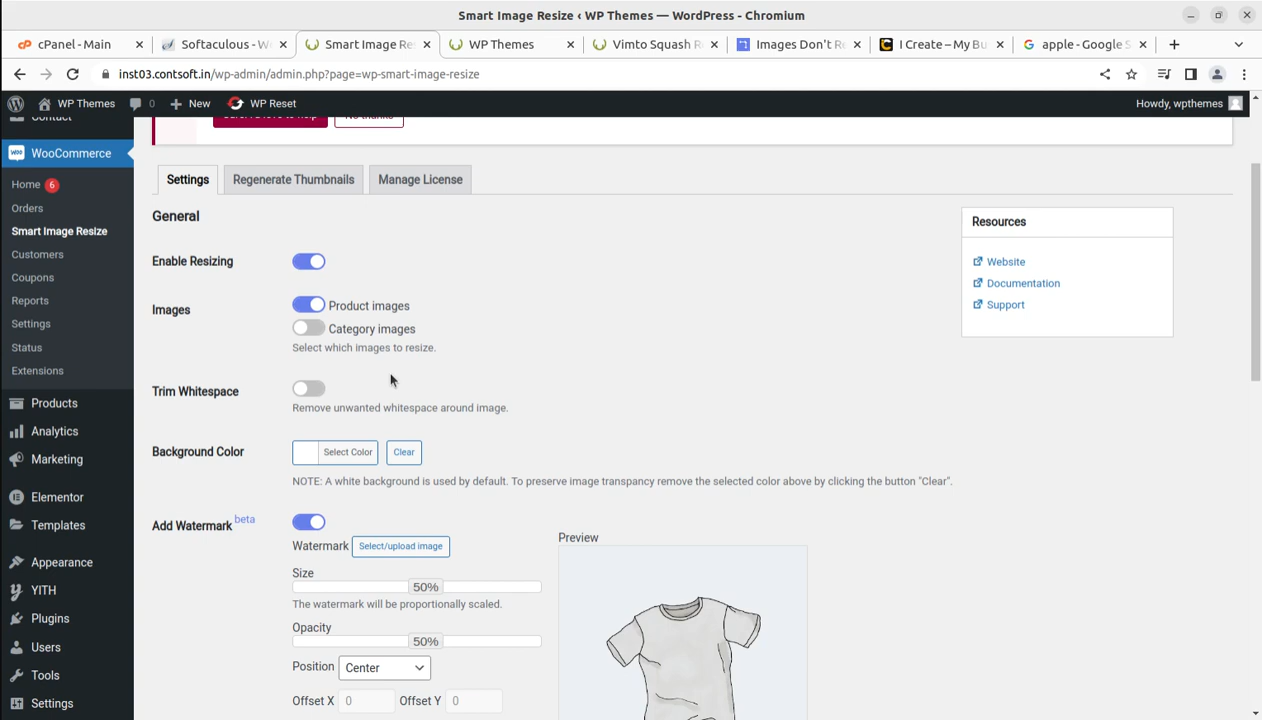 Smart Image Resize ‹ WP Themes — WordPress - Chromium
cPanel - Main
Softaculous - W
Smart Image Re
WP Themes
Vimto Squash R
Images Don't R
I Create – My Bu
apple - Google S
inst03.contsoft.in/wp-admin/admin.php?page=wp-smart-image-resize
WP Themes
0
New
WP Reset
Howdy, wpthemes
Contact
No thanks
WooCommerce
Home 6
Orders
Smart Image Resize
Customers
Coupons
Reports
Settings
Status
Extensions
Products
Analytics
Marketing
Elementor
Templates
Appearance
YITH
Plugins
Users
Tools
Settings
Settings
Regenerate Thumbnails
Manage License
General
Enable Resizing
Images
Product images
Category images
Select which images to resize.
Trim Whitespace
Remove unwanted whitespace around image.
Background Color
Select Color
Clear
NOTE: A white background is used by default. To preserve image transpancy remove the selected color above by clicking the button "Clear".
Add Watermark beta
Watermark
Select/upload image
Size
50%
The watermark will be proportionally scaled.
Opacity
50%
Position
Center
Offset X 0
Offset Y 0
Preview
Resources
Website
Documentation
Support